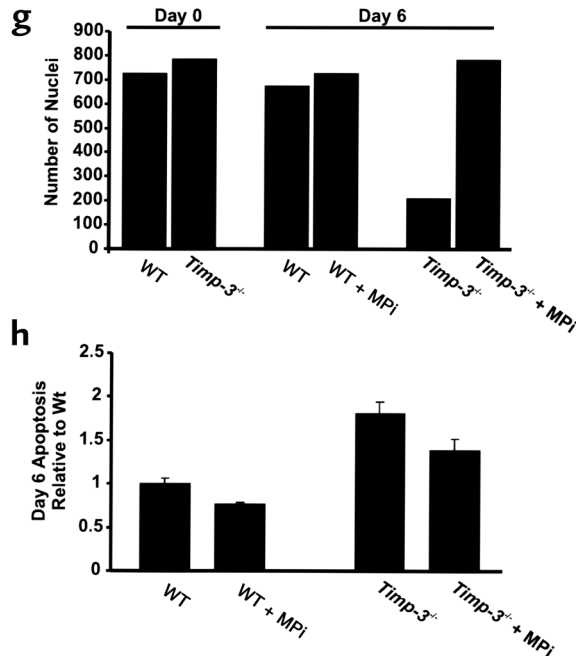 g
Day 0
Day 6
Number of Nuclei
900
800
700
600
500
400
300
200
100
0
WT
Timp-3-/-
WT
WT + MPi
Timp-3-/-
Timp-3-/- + MPi
h
Day 6 Apoptosis
Relative to Wt
2.5
2
1.5
1
0.5
0
WT
WT + MPi
Timp-3-/-
Timp-3-/- + MPi